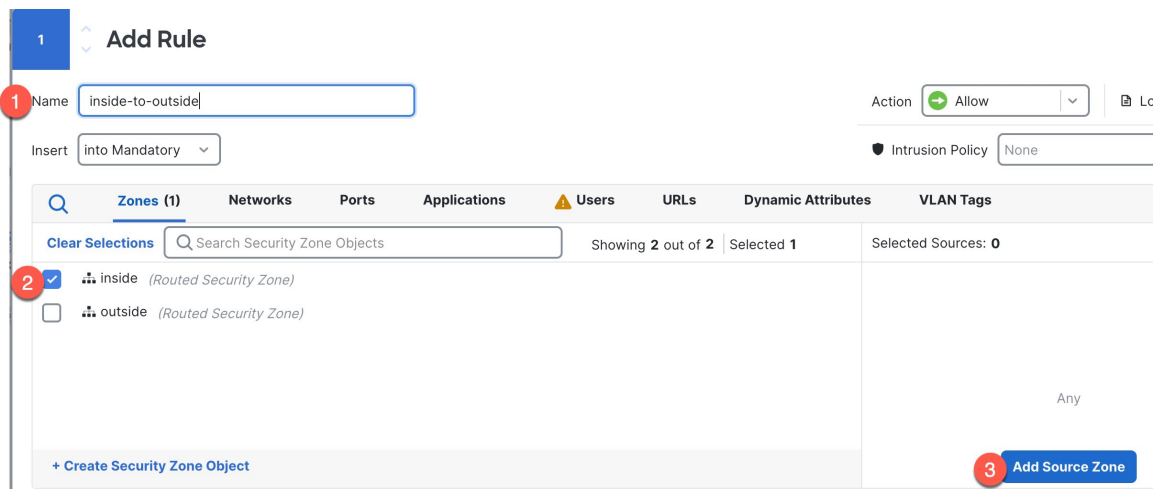 1 Add Rule
1 Name inside-to-outside Action Allow Lo
Insert into Mandatory Intrusion Policy None
Zones (1) Networks Ports Applications Users URLs Dynamic Attributes VLAN Tags
Clear Selections Search Security Zone Objects Showing 2 out of 2 Selected 1 Selected Sources: 0
2 inside (Routed Security Zone)
outside (Routed Security Zone)
Any
+ Create Security Zone Object 3 Add Source Zone